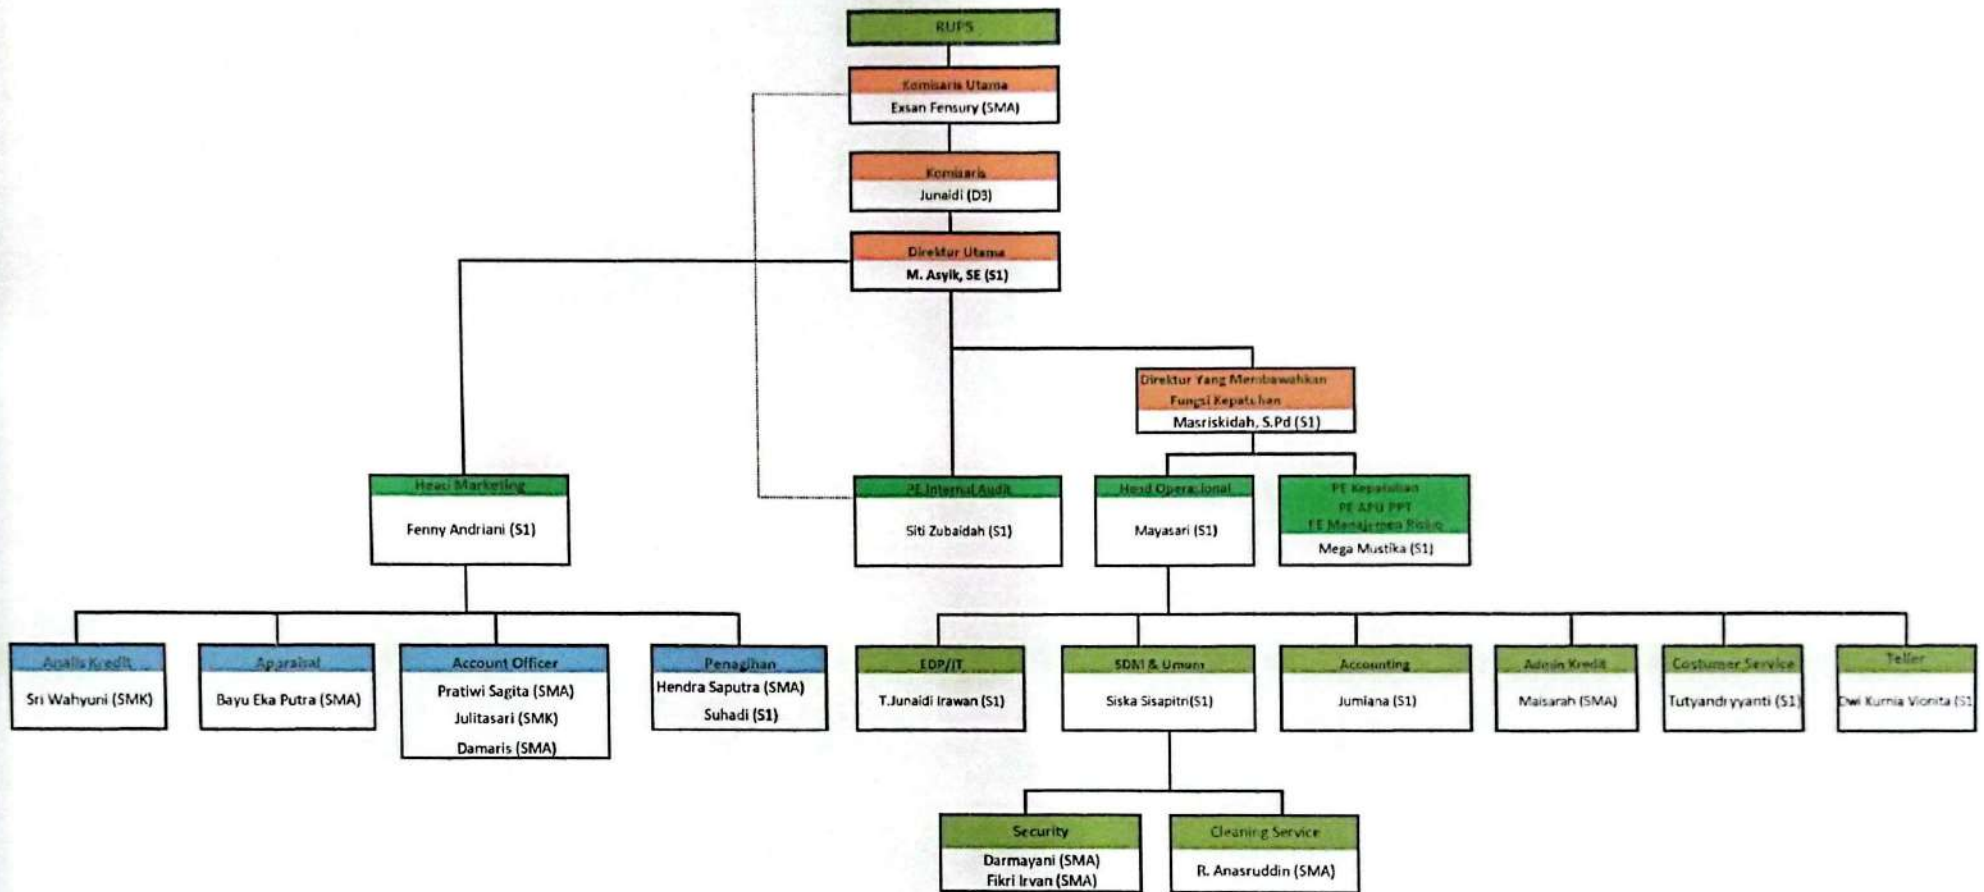 RUPS
Komisaris Utama
Exsan Fensury (SMA)
Komisaris
Junaidi (D3)
Direktur Utama
M. Asyik, SE (S1)
Direktur Yang Membawahkan
Fungsi Kepatuhan
Masriskidah, S.Pd (S1)
Head Marketing
Fenny Andriani (S1)
PE Internal Audit
Siti Zubaidah (S1)
Head Operasional
Mayasari (S1)
PE Kepatuhan
PE APU PPT
PE Manajemen Risiko
Mega Mustika (S1)
Analis Kredit
Sri Wahyuni (SMK)
Appraisal
Bayu Eka Putra (SMA)
Account Officer
Pratiwi Sagita (SMA)
Julitasari (SMK)
Damaris (SMA)
Penagihan
Hendra Saputra (SMA)
Suhadi (S1)
EDP/IT
T.Junaidi Irawan (S1)
SDM & Umum
Siska Sisapitri(S1)
Accounting
Jumiana (S1)
Admin Kredit
Maisarah (SMA)
Costumer Service
Tutyandryyanti (S1)
Teller
Dwi Kurnia Vionita (S1
Security
Darmayani (SMA)
Fikri Irvan (SMA)
Cleaning Service
R. Anasruddin (SMA)